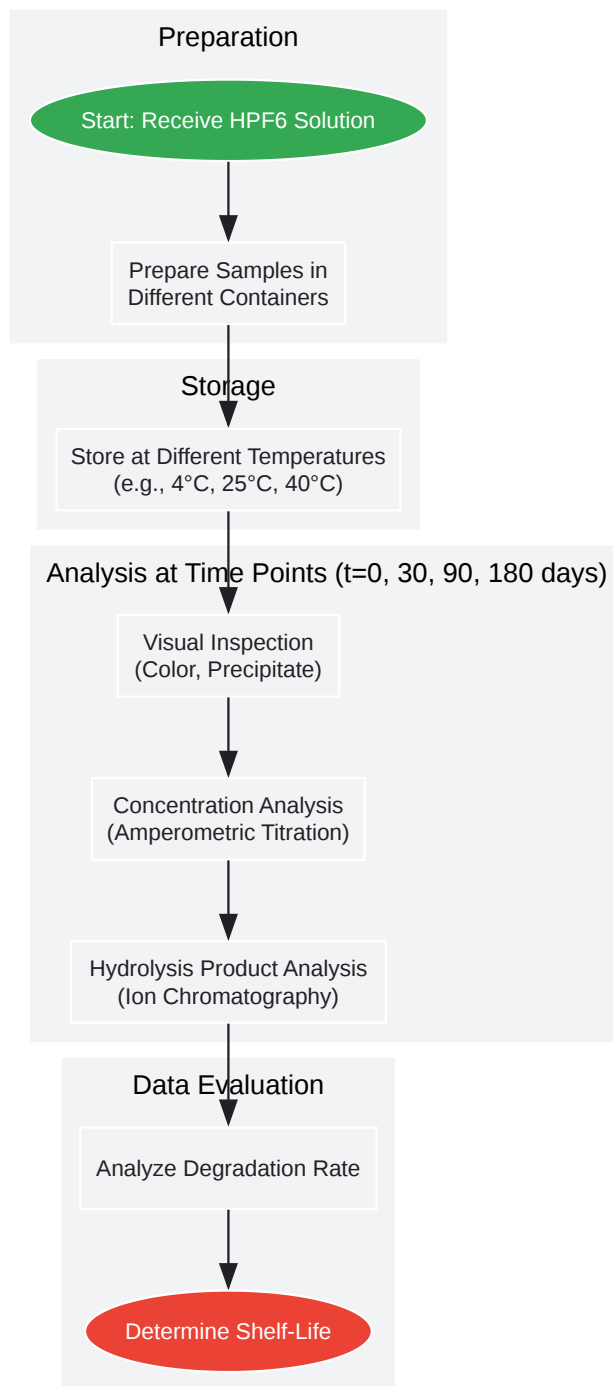 Preparation
Start: Receive HPF6 Solution
Prepare Samples in
Different Containers
Storage
Store at Different Temperatures
(e.g., 4°C, 25°C, 40°C)
Analysis at Time Points (t=0, 30, 90, 180 days)
Visual Inspection
(Color, Precipitate)
Concentration Analysis
(Amperometric Titration)
Hydrolysis Product Analysis
(Ion Chromatography)
Data Evaluation
Analyze Degradation Rate
Determine Shelf-Life